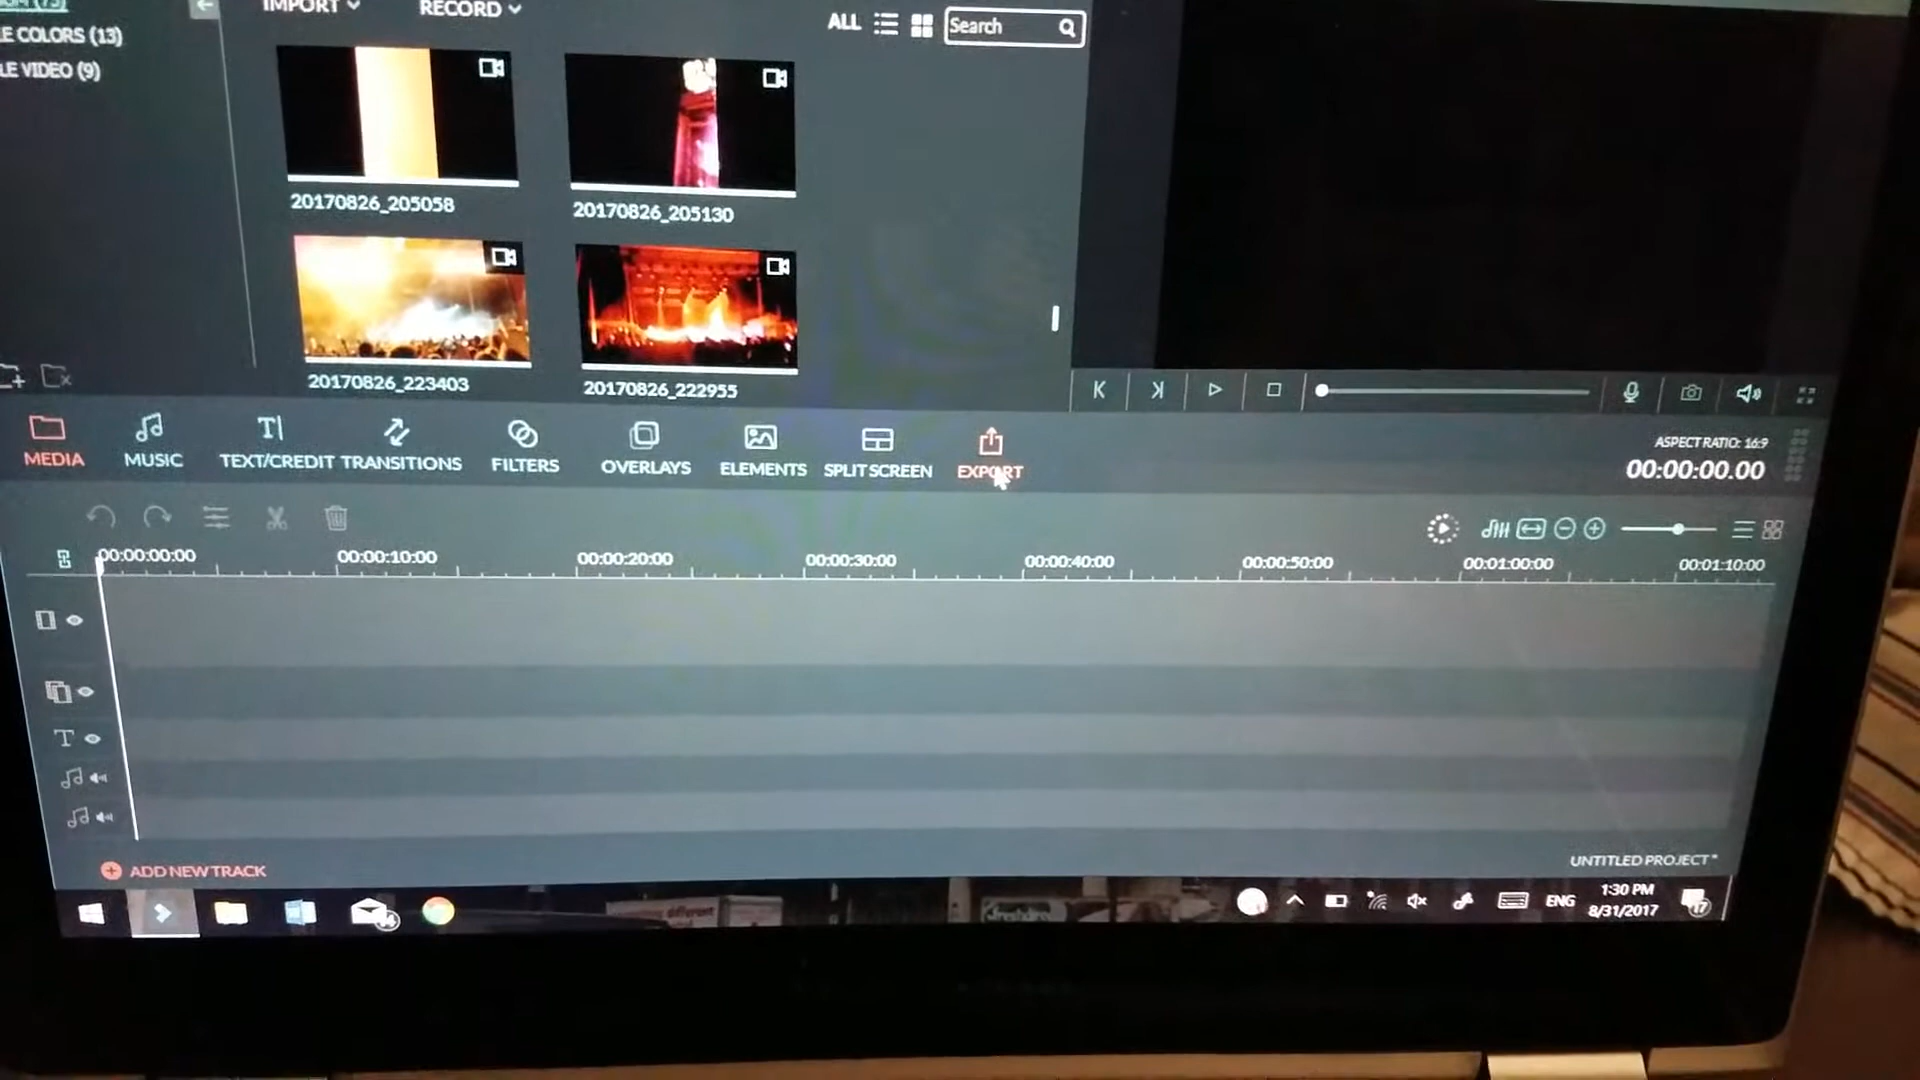 IMPORT RECORD
ALL Search
LE COLORS (13)
LE VIDEO (9)
20170826_205058 20170826_205130
20170826_223403 20170826_222955
MEDIA MUSIC TEXT/CREDIT TRANSITIONS FILTERS OVERLAYS ELEMENTS SPLIT SCREEN EXPORT
ASPECT RATIO: 16:9
00:00:00.00
00:00:00:00 00:00:10:00 00:00:20:00 00:00:30:00 00:00:40:00 00:00:50:00 00:01:00:00 00:01:10:00
T
ADD NEW TRACK
UNTITLED PROJECT*
ENG
1:30 PM
8/31/2017
17